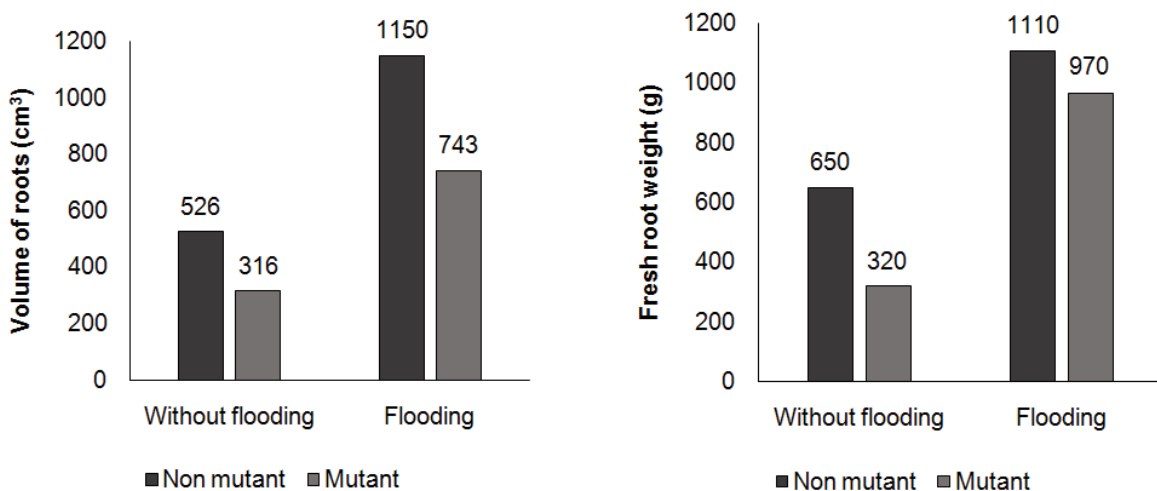 Volume of roots (cm³)
1200
1000
800
600
400
200
0
526
316
1150
743
Without flooding
Flooding
Non mutant
Mutant
Fresh root weight (g)
1200
1000
800
600
400
200
0
650
320
1110
970
Without flooding
Flooding
Non mutant
Mutant